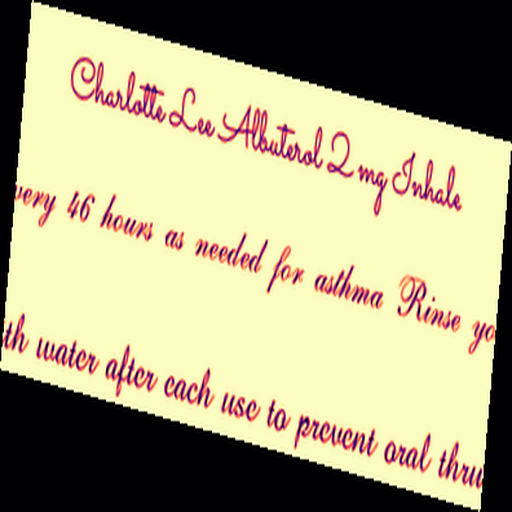 Charlotte Lee Albuterol 2 mg Inhale
very 46 hours as needed for asthma Rinse yo
th water after each use to prevent oral thru